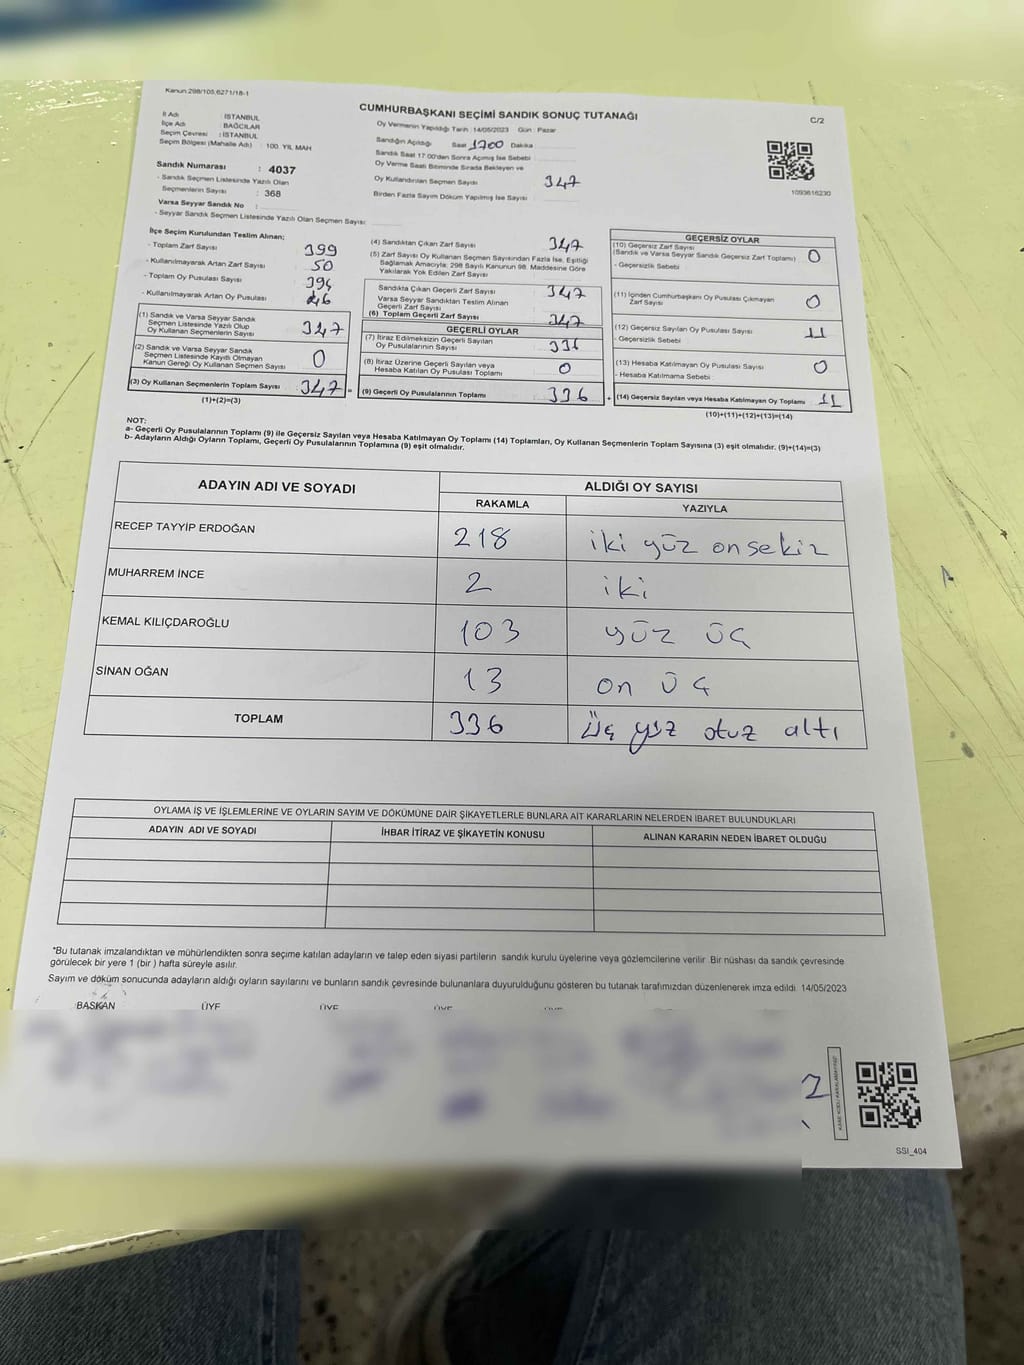 Kanun:298/105,6271/18-1
CUMHURBAŞKANI SEÇİMİ SANDIK SONUÇ TUTANAĞI
C/2
İl Adı : İSTANBUL
İlçe Adı : BAĞCILAR
Seçim Çevresi : İSTANBUL
Seçim Bölgesi (Mahalle Adı) : 100. YIL MAH
Sandık Numarası : 4037
- Sandık Seçmen Listesinde Yazılı Olan
Seçmenlerin Sayısı : 368
Varsa Seyyar Sandık No :
- Seyyar Sandık Seçmen Listesinde Yazılı Olan Seçmen Sayısı:
Oy Vermenin Yapıldığı Tarih :14/05/2023 Gün : Pazar
Sandığın Açıldığı Saat 1700 Dakika
Sandık Saat 17:00'den Sonra Açılmış İse Sebebi
Oy Verme Saati Bitiminde Sırada Bekleyen ve
Oy Kullandırılan Seçmen Sayısı 347
Birden Fazla Sayım Döküm Yapılmış İse Sayısı
1093616230
İlçe Seçim Kurulundan Teslim Alınan;
- Toplam Zarf Sayısı 399
- Kullanılmayarak Artan Zarf Sayısı 50
- Toplam Oy Pusulası Sayısı 394
- Kullanılmayarak Artan Oy Pusulası 46
(1) Sandık ve Varsa Seyyar Sandık
Seçmen Listesinde Yazılı Olup
Oy Kullanan Seçmenlerin Sayısı 347
(2) Sandık ve Varsa Seyyar Sandık
Seçmen Listesinde Kayıtlı Olmayan
Kanun Gereği Oy Kullanan Seçmen Sayısı 0
(3) Oy Kullanan Seçmenlerin Toplam Sayısı 347 =
(1)+(2)=(3)
(4) Sandıktan Çıkan Zarf Sayısı 347
(5) Zarf Sayısı Oy Kullanan Seçmen Sayısından Fazla İse, Eşitliği
Sağlamak Amacıyla; 298 Sayılı Kanunun 98. Maddesine Göre
Yakılarak Yok Edilen Zarf Sayısı
Sandıkta Çıkan Geçerli Zarf Sayısı 347
Varsa Seyyar Sandıktan Teslim Alınan
Geçerli Zarf Sayısı
(6) Toplam Geçerli Zarf Sayısı 347
GEÇERLİ OYLAR
(7) İtiraz Edilmeksizin Geçerli Sayılan
Oy Pusulalarının Sayısı 336
(8) İtiraz Üzerine Geçerli Sayılan veya
Hesaba Katılan Oy Pusulası Toplamı 0
(9) Geçerli Oy Pusulalarının Toplamı 336 +
GEÇERSİZ OYLAR
(10) Geçersiz Zarf Sayısı
(Sandık ve Varsa Seyyar Sandık Geçersiz Zarf Toplamı) 0
- Geçersizlik Sebebi
(11) İçinden Cumhurbaşkanı Oy Pusulası Çıkmayan
Zarf Sayısı 0
(12) Geçersiz Sayılan Oy Pusulası Sayısı 11
- Geçersizlik Sebebi
(13) Hesaba Katılmayan Oy Pusulası Sayısı 0
- Hesaba Katılmama Sebebi
(14) Geçersiz Sayılan veya Hesaba Katılmayan Oy Toplamı 11
(10)+(11)+(12)+(13)=(14)
NOT:
a- Geçerli Oy Pusulalarının Toplamı (9) ile Geçersiz Sayılan veya Hesaba Katılmayan Oy Toplamı (14) Toplamları, Oy Kullanan Seçmenlerin Toplam Sayısına (3) eşit olmalıdır. (9)+(14)=(3)
b- Adayların Aldığı Oyların Toplamı, Geçerli Oy Pusulalarının Toplamına (9) eşit olmalıdır.
ADAYIN ADI VE SOYADI ALDIĞI OY SAYISI
RAKAMLA YAZIYLA
RECEP TAYYİP ERDOĞAN 218 iki yüz on sekiz
MUHARREM İNCE 2 iki
KEMAL KILIÇDAROĞLU 103 yüz üç
SİNAN OĞAN 13 on üç
TOPLAM 336 üç yüz otuz altı
OYLAMA İŞ VE İŞLEMLERİNE VE OYLARIN SAYIM VE DÖKÜMÜNE DAİR ŞİKAYETLERLE BUNLARA AİT KARARLARIN NELERDEN İBARET BULUNDUKLARI
ADAYIN ADI VE SOYADI İHBAR İTİRAZ VE ŞİKAYETİN KONUSU ALINAN KARARIN NEDEN İBARET OLDUĞU
*Bu tutanak imzalandıktan ve mühürlendikten sonra seçime katılan adayların ve talep eden siyasi partilerin sandık kurulu üyelerine veya gözlemcilerine verilir. Bir nüshası da sandık çevresinde
görülecek bir yere 1 (bir ) hafta süreyle asılır.
Sayım ve döküm sonucunda adayların aldığı oyların sayılarını ve bunların sandık çevresinde bulunanlara duyurulduğunu gösteren bu tutanak tarafımızdan düzenlenerek imza edildi. 14/05/2023
BAŞKAN ÜYE ÜYE ÜYE
SSI_404